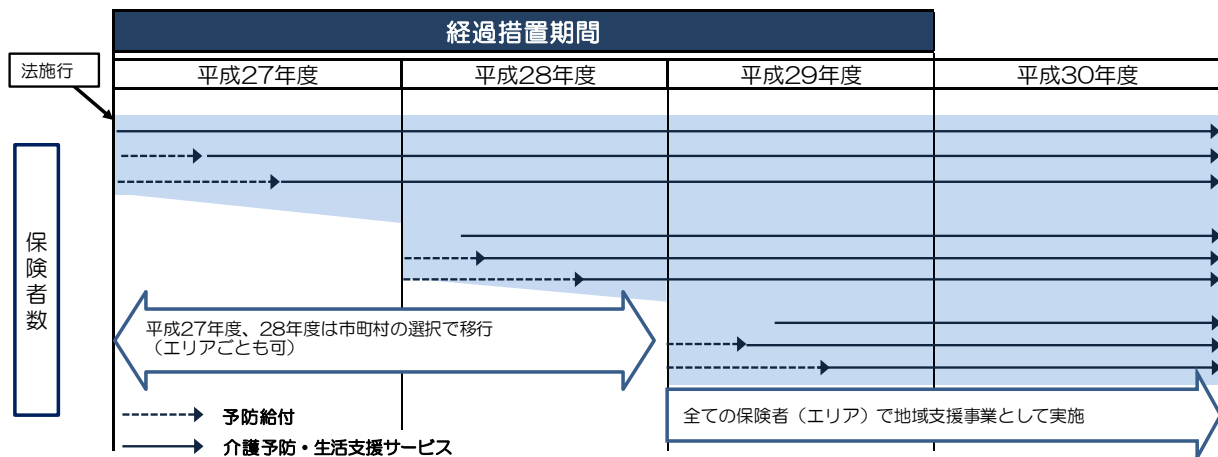 経過措置期間
法施行
平成27年度
平成28年度
平成29年度
平成30年度
保険者数
平成27年度、28年度は市町村の選択で移行
（エリアごとも可）
全ての保険者（エリア）で地域支援事業として実施
予防給付
介護予防・生活支援サービス